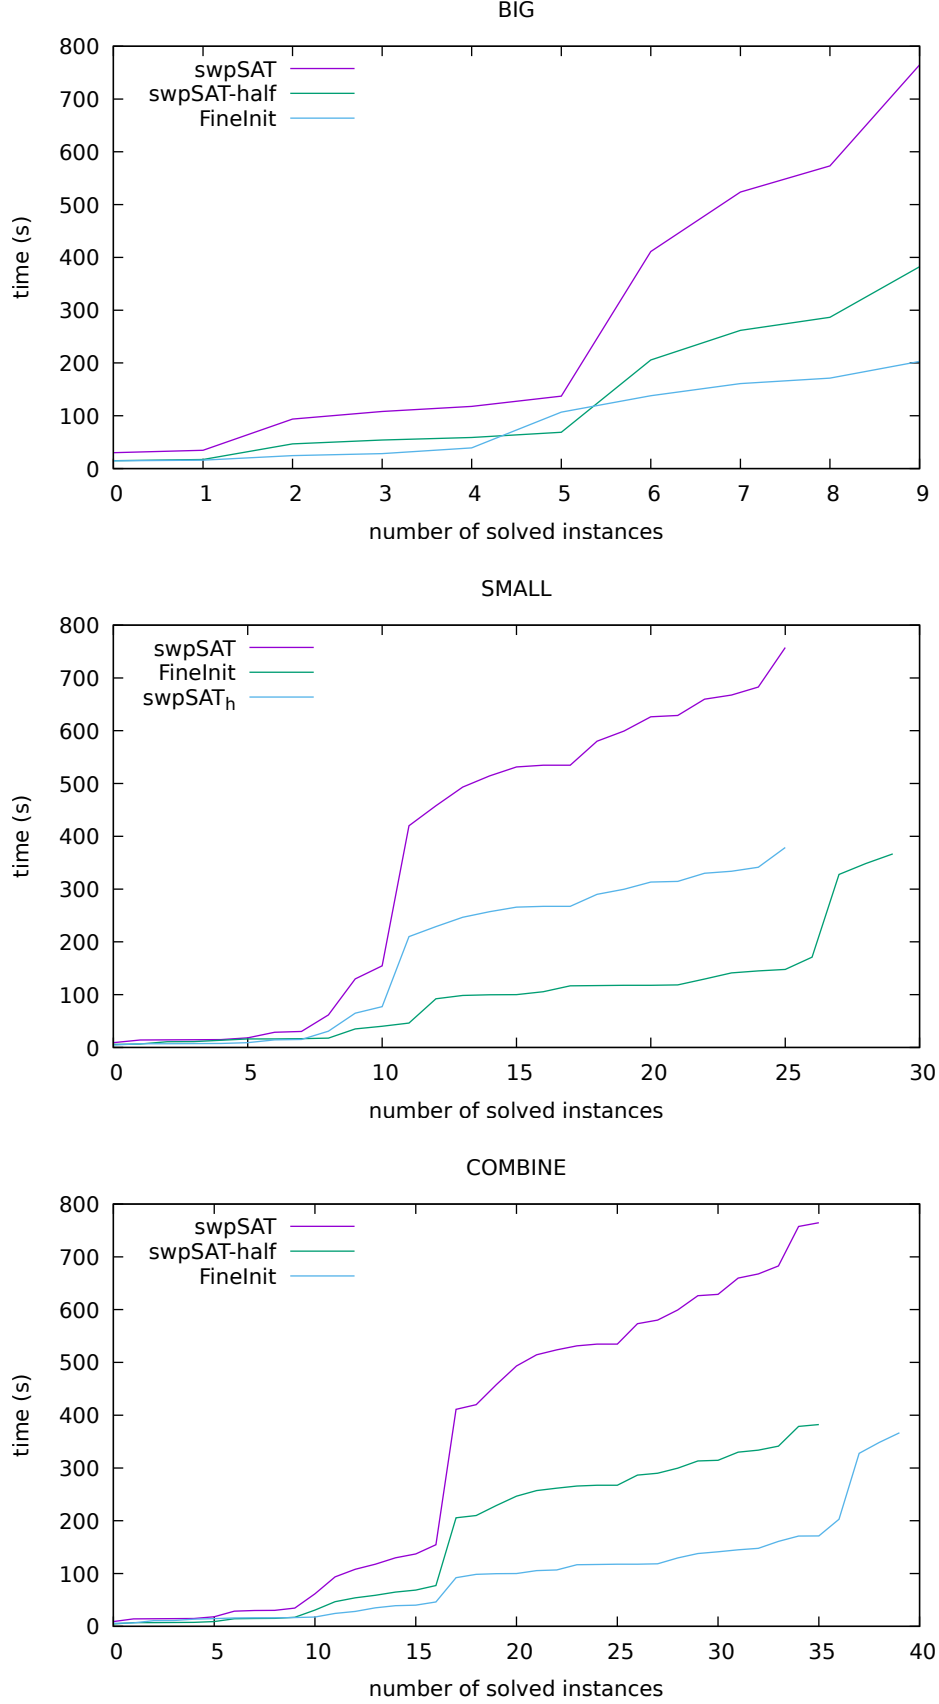 BIG
800
700
600
500
400
300
200
100
0
time (s)
swpSAT
swpSAT-half
FineInit
0 1 2 3 4 5 6 7 8 9
number of solved instances
SMALL
800
700
600
500
400
300
200
100
0
time (s)
swpSAT
FineInit
swpSATh
0 5 10 15 20 25 30
number of solved instances
COMBINE
800
700
600
500
400
300
200
100
0
time (s)
swpSAT
swpSAT-half
FineInit
0 5 10 15 20 25 30 35 40
number of solved instances